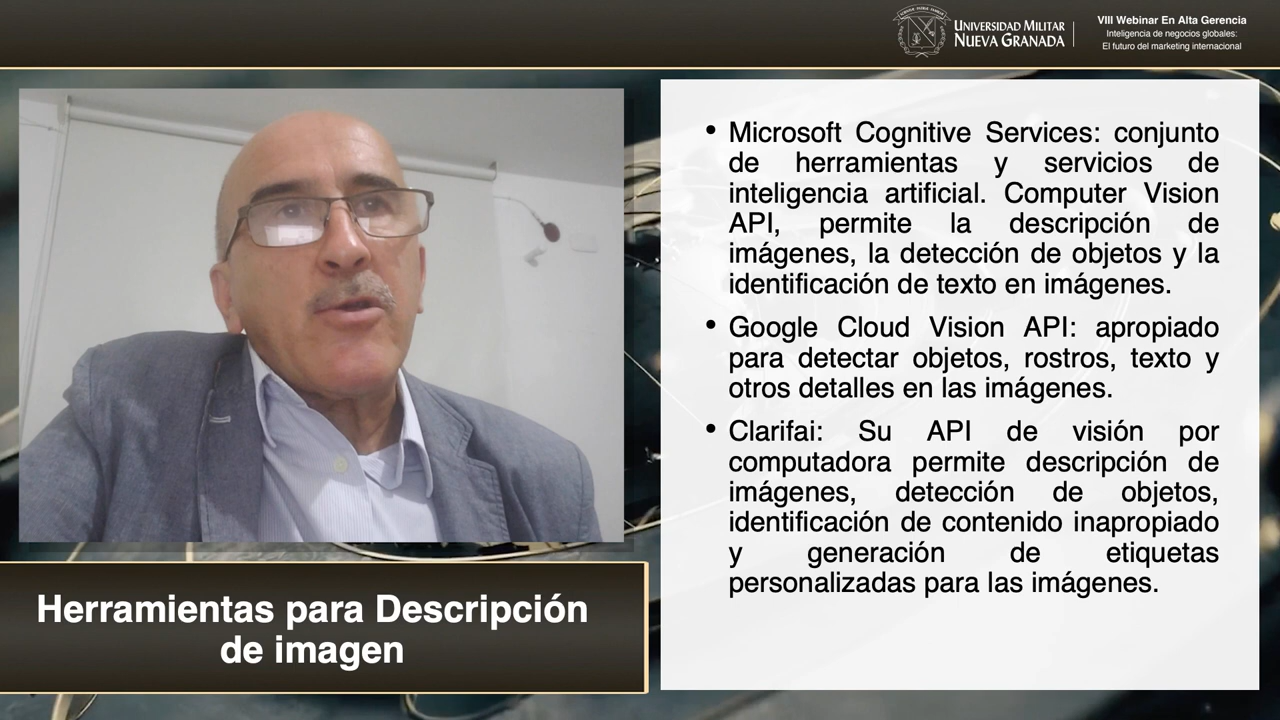 UNIVERSIDAD MILITAR
NUEVA GRANADA
VIII Webinar En Alta Gerencia
Inteligencia de negocios globales:
El futuro del marketing internacional
• Microsoft Cognitive Services: conjunto
de herramientas y servicios de
inteligencia artificial. Computer Vision
API, permite la descripción de
imágenes, la detección de objetos y la
identificación de texto en imágenes.
• Google Cloud Vision API: apropiado
para detectar objetos, rostros, texto y
otros detalles en las imágenes.
• Clarifai: Su API de visión por
computadora permite descripción de
imágenes, detección de objetos,
identificación de contenido inapropiado
y generación de etiquetas
personalizadas para las imágenes.
Herramientas para Descripción
de imagen